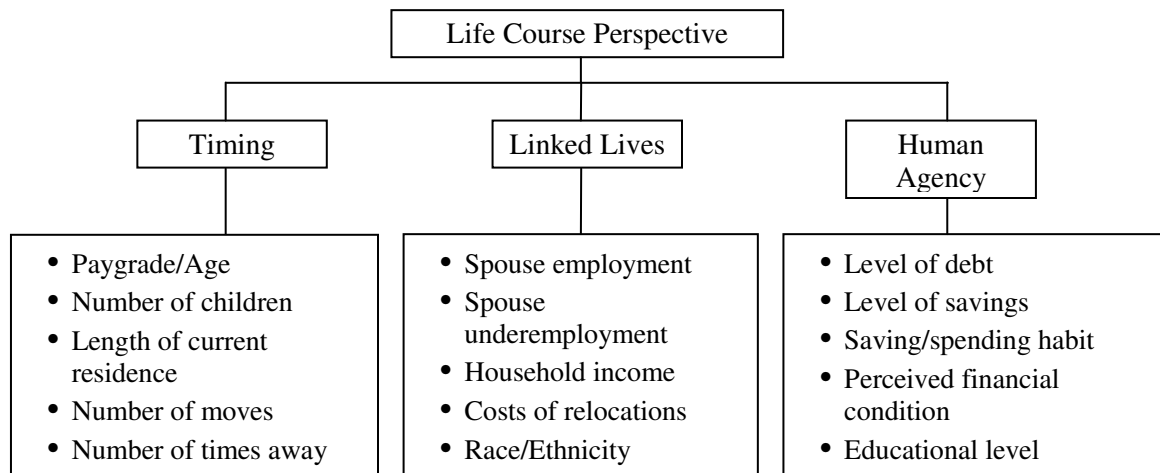 Life Course Perspective
Timing
Linked Lives
Human
Agency
• Paygrade/Age
• Number of children
• Length of current
residence
• Number of moves
• Number of times away
• Spouse employment
• Spouse
underemployment
• Household income
• Costs of relocations
• Race/Ethnicity
• Level of debt
• Level of savings
• Saving/spending habit
• Perceived financial
condition
• Educational level